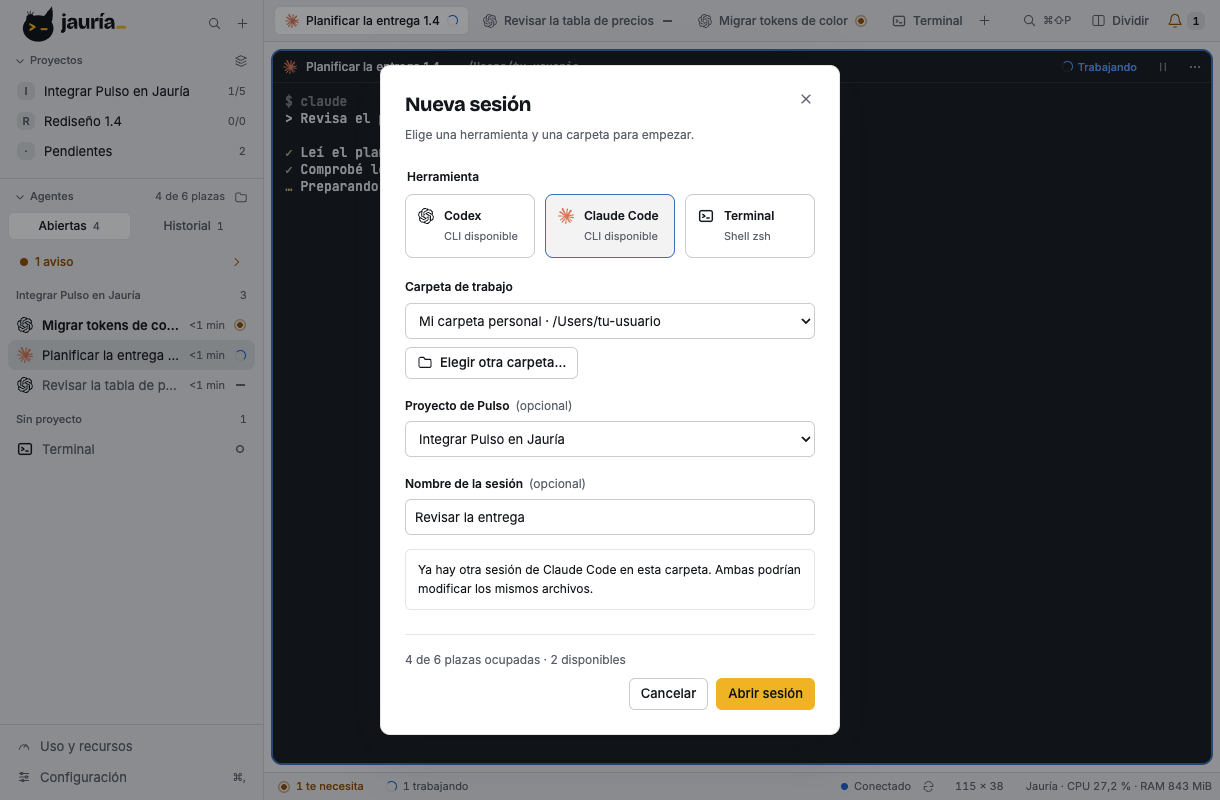 jauría_
Proyectos
I Integrar Pulso en Jauría 1/5
R Rediseño 1.4 0/0
· Pendientes 2
Agentes 4 de 6 plazas
Abiertas 4 Historial 1
1 aviso
Integrar Pulso en Jauría 3
Migrar tokens de co... <1 min
Planificar la entrega ... <1 min
Revisar la tabla de p... <1 min
Sin proyecto 1
Terminal
Uso y recursos
Configuración ⌘,
Planificar la entrega 1.4 Revisar la tabla de precios Migrar tokens de color Terminal ⌘⇧P Dividir 1
Planificar la Trabajando
$ claude
> Revisa el
✓ Leí el
✓ Comprobé
… Preparando
Nueva sesión
Elige una herramienta y una carpeta para empezar.
Herramienta
Codex
CLI disponible
Claude Code
CLI disponible
Terminal
Shell zsh
Carpeta de trabajo
Mi carpeta personal · /Users/tu-usuario
Elegir otra carpeta...
Proyecto de Pulso (opcional)
Integrar Pulso en Jauría
Nombre de la sesión (opcional)
Revisar la entrega
Ya hay otra sesión de Claude Code en esta carpeta. Ambas podrían
modificar los mismos archivos.
4 de 6 plazas ocupadas · 2 disponibles
Cancelar Abrir sesión
1 te necesita 1 trabajando Conectado 115 × 38 Jauría · CPU 27,2 % · RAM 843 MiB